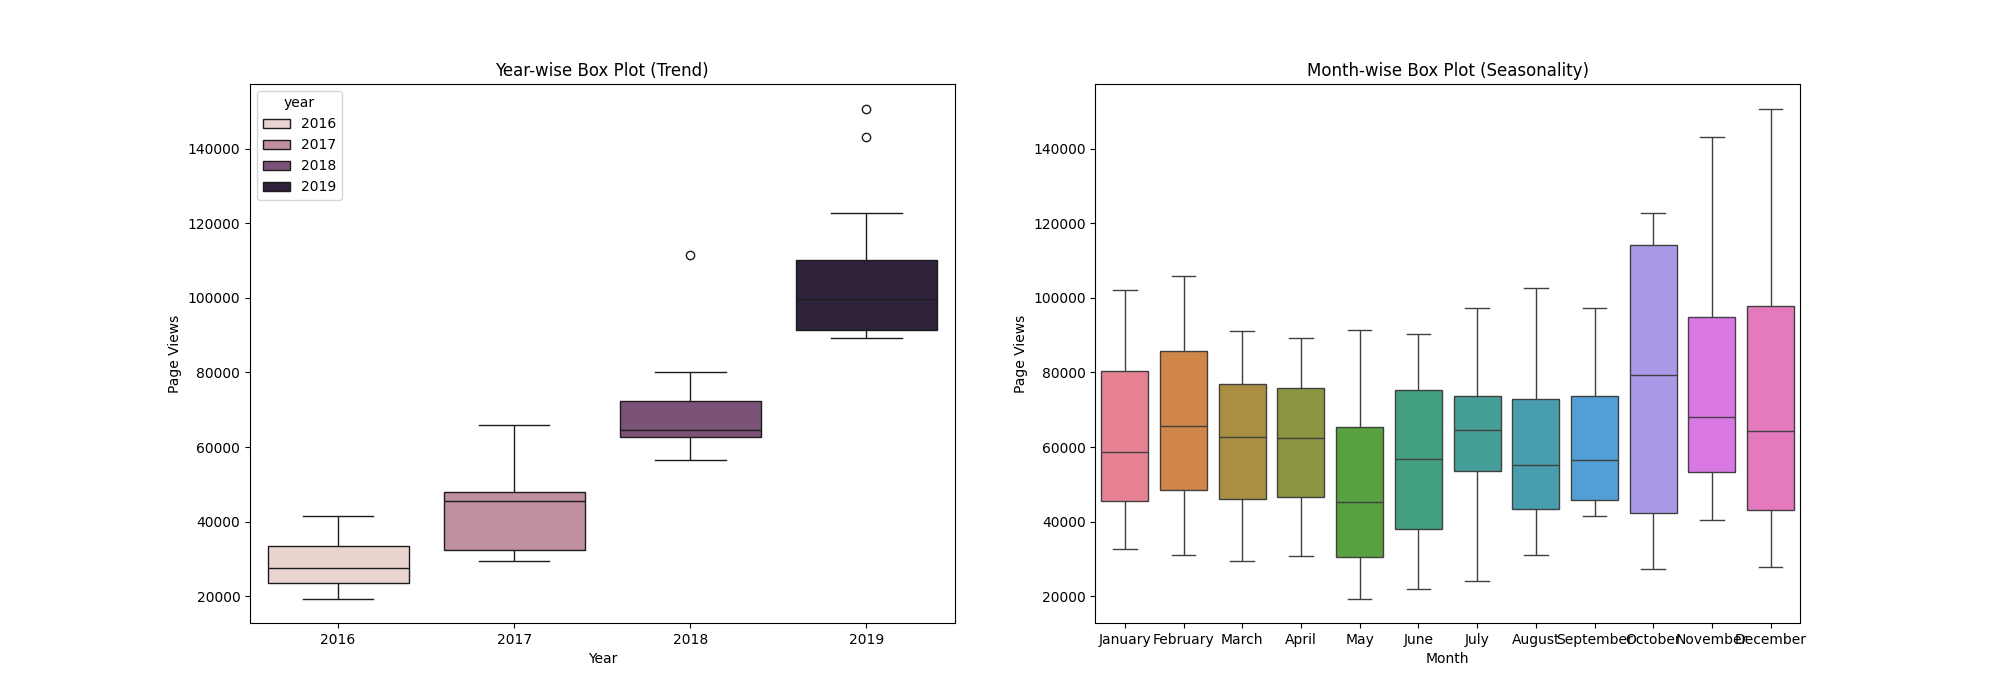 Year-wise Box Plot (Trend)
year
2016
2017
2018
2019
140000
120000
100000
80000
60000
40000
20000
Page Views
2016 2017 2018 2019
Year
Month-wise Box Plot (Seasonality)
140000
120000
100000
80000
60000
40000
20000
Page Views
January February March April May June July August September October November December
Month